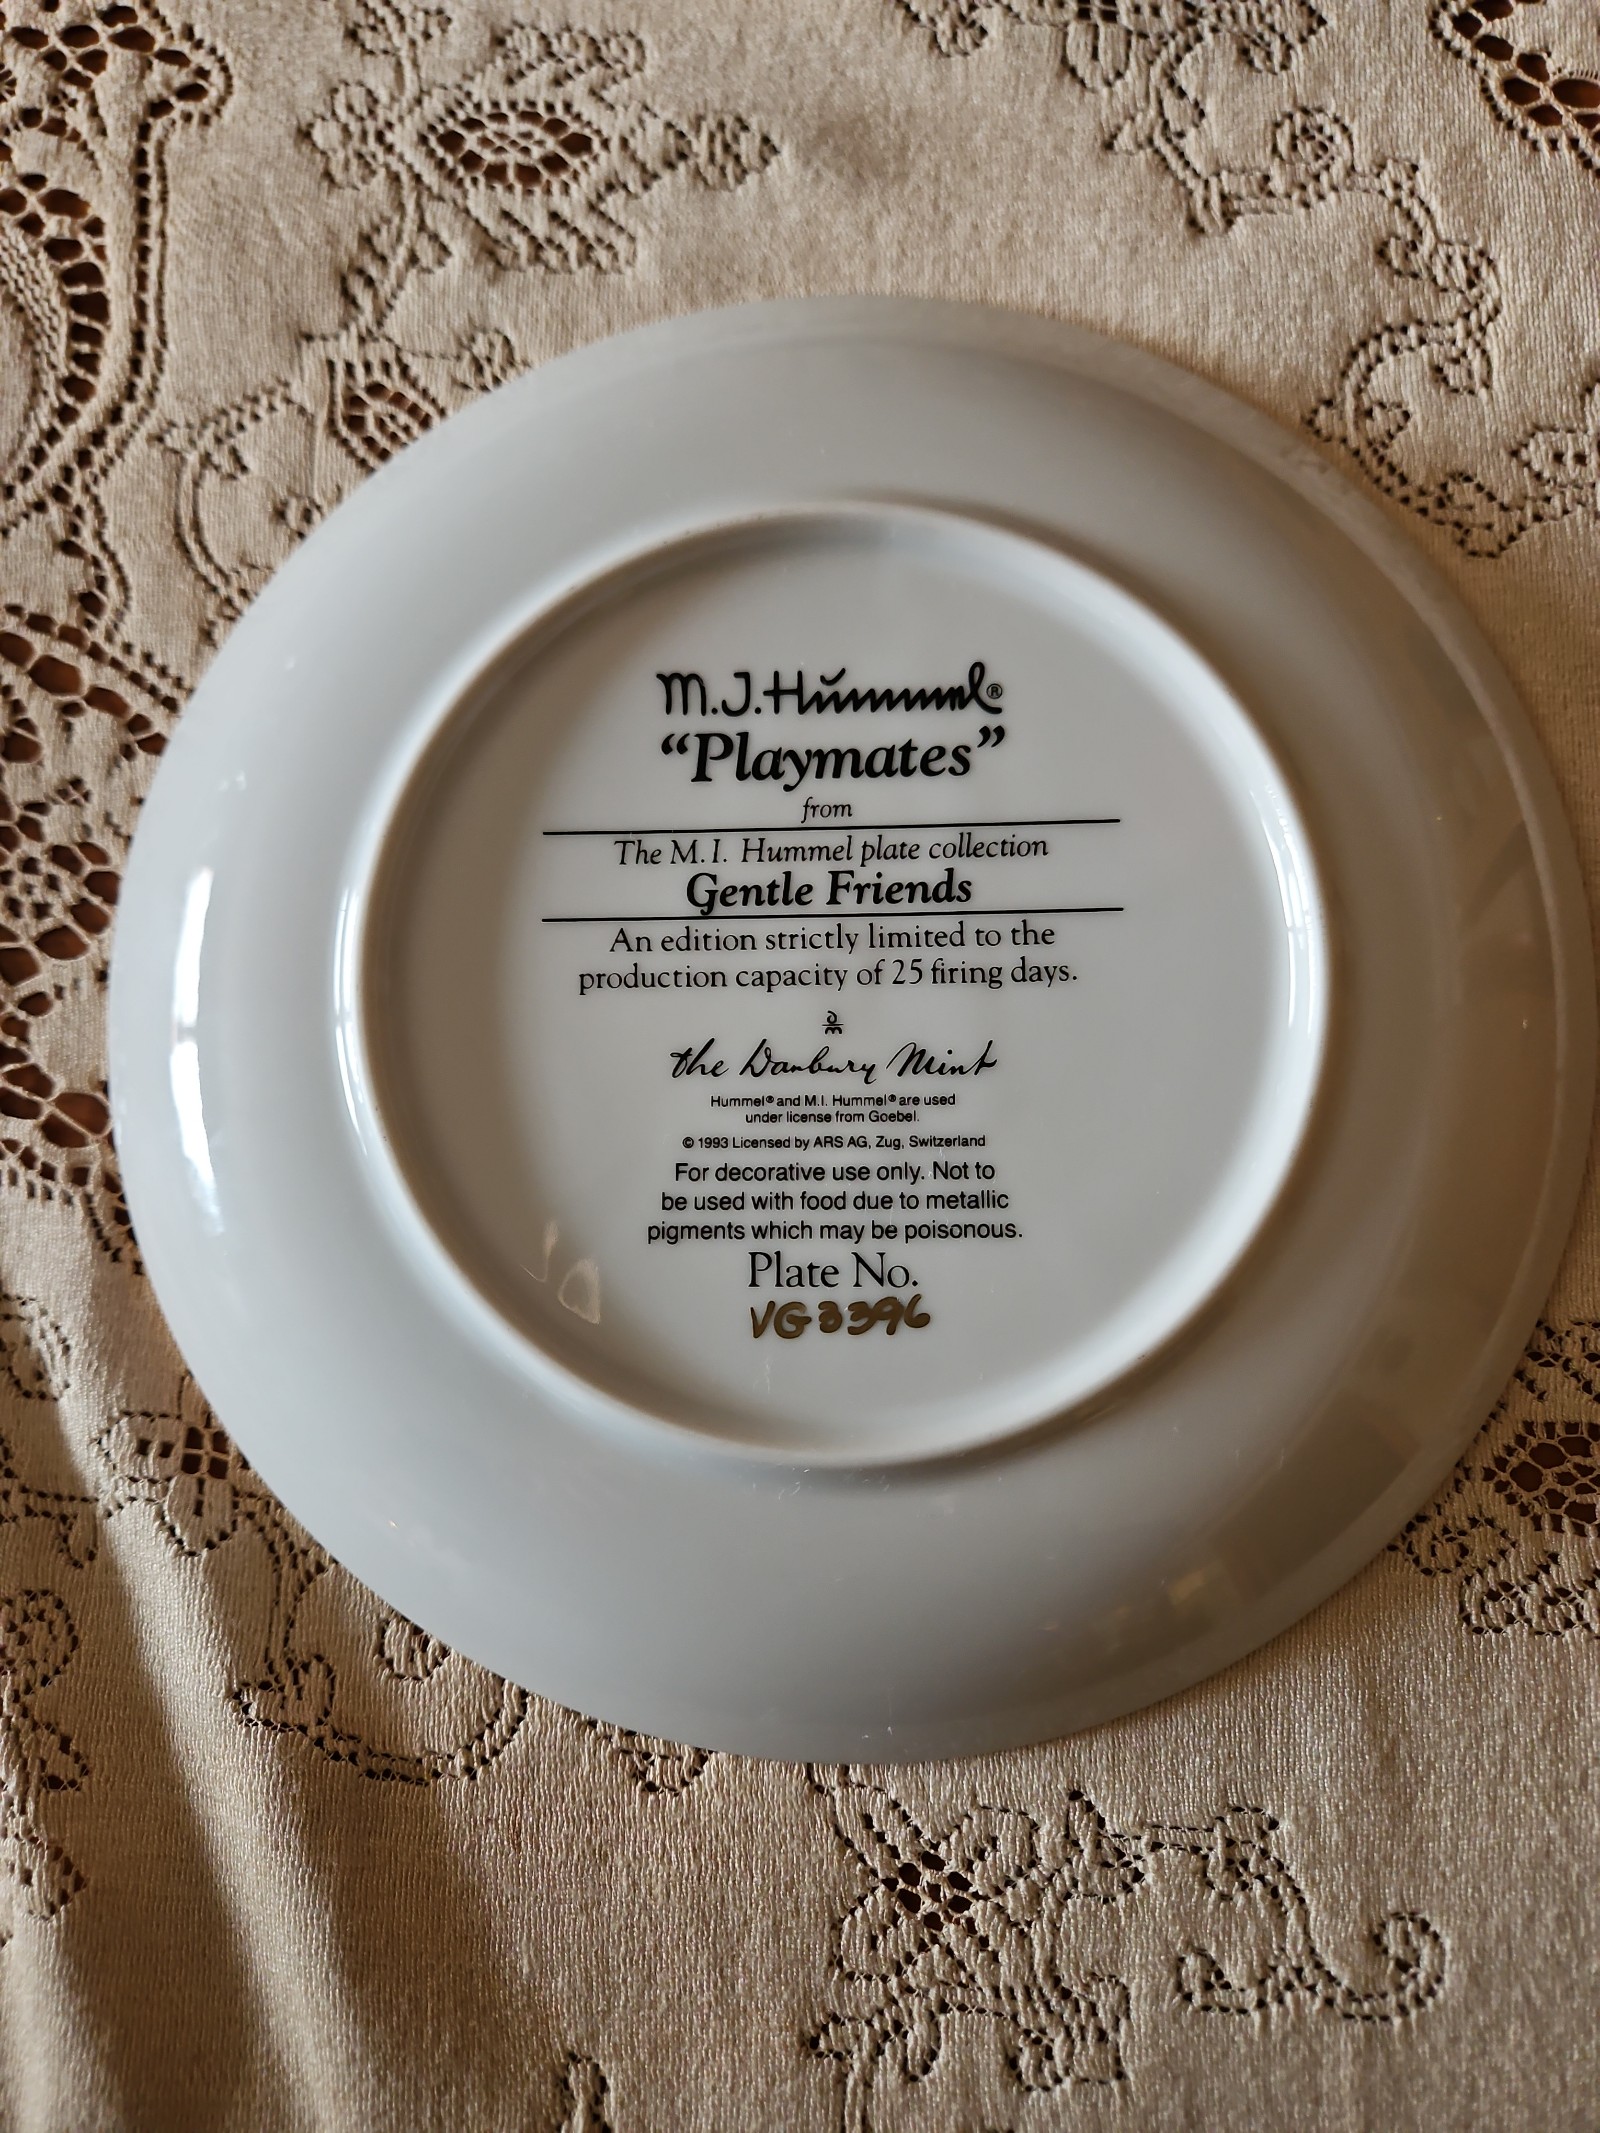 M.J.Hummel®
“Playmates”
from
The M.I. Hummel plate collection
Gentle Friends
An edition strictly limited to the
production capacity of 25 firing days.
the Danbury Mint
Hummel® and M.I. Hummel® are used
under license from Goebel.
© 1993 Licensed by ARS AG, Zug, Switzerland
For decorative use only. Not to
be used with food due to metallic
pigments which may be poisonous.
Plate No.
VG3396